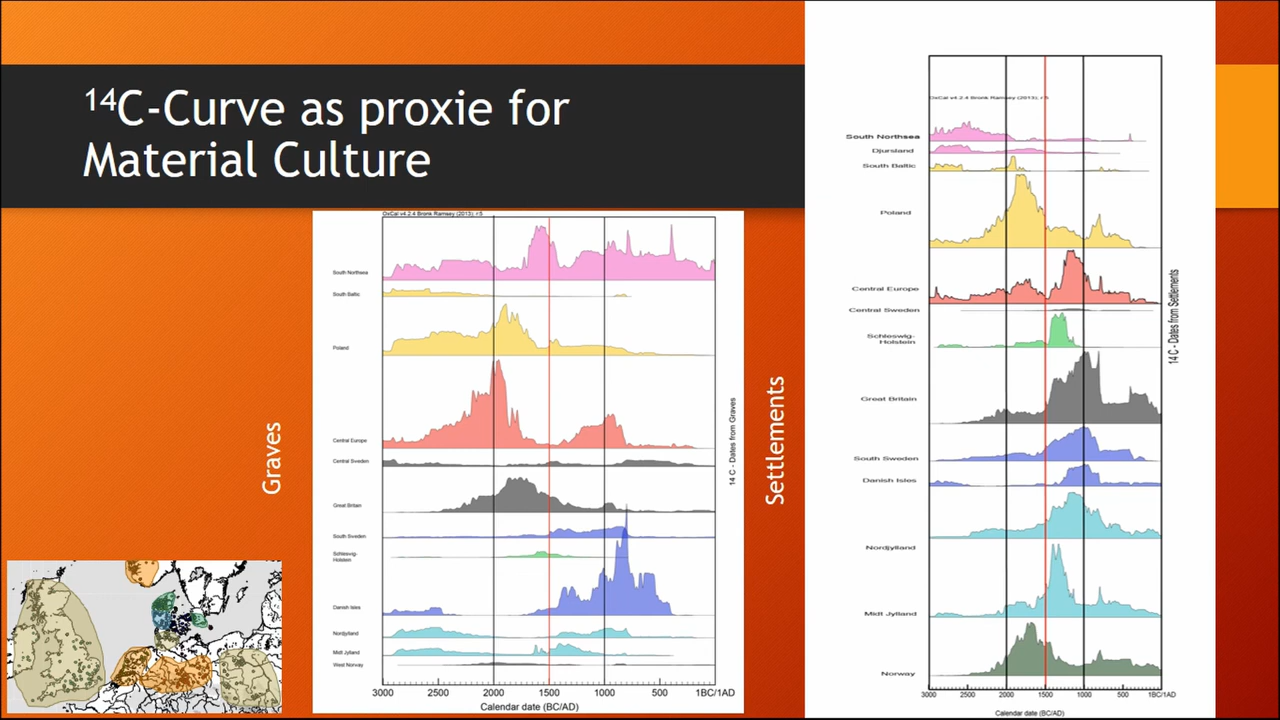 ¹⁴C-Curve as proxie for
Material Culture
Graves
OxCal v4.2.4 Bronk Ramsey (2013); r:5
South Northsea
South Baltic
Poland
Central Europe
Central Sweden
Great Britain
South Sweden
Schlesvig-
Holstein
Danish Isles
Nordjylland
Midt Jylland
West Norway
3000 2500 2000 1500 1000 500 1BC/1AD
Calendar date (BC/AD)
14 C - Dates from Graves
Settlements
OxCal v4.2.4 Bronk Ramsey (2013); r:5
South Northsea
Djursland
South Baltic
Poland
Central Europe
Central Sweden
Schleswig-
Holstein
Great Britain
South Sweden
Danish Isles
Nordjylland
Midt Jylland
Norway
3000 2500 2000 1500 1000 500 1BC/1AD
Calendar date (BC/AD)
14 C - Dates from Settlements